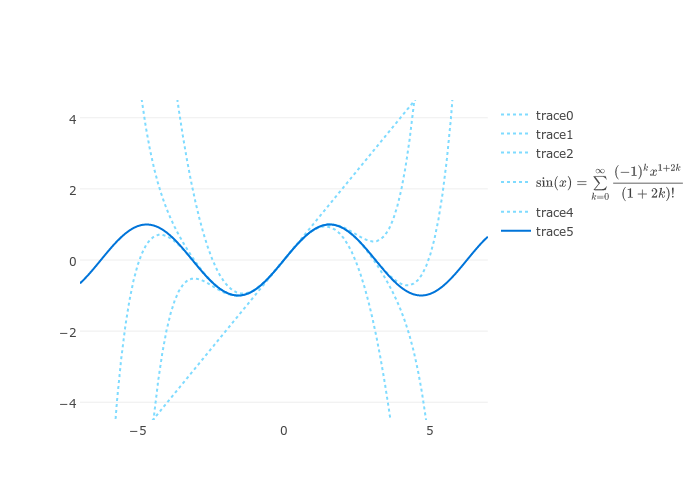 4
2
0
−2
−4
−5
0
5
trace0
trace1
trace2
sin(x) = ∑_{k=0}^{∞} \frac{(−1)^k x^{1+2k}}{(1 + 2k)!}
trace4
trace5